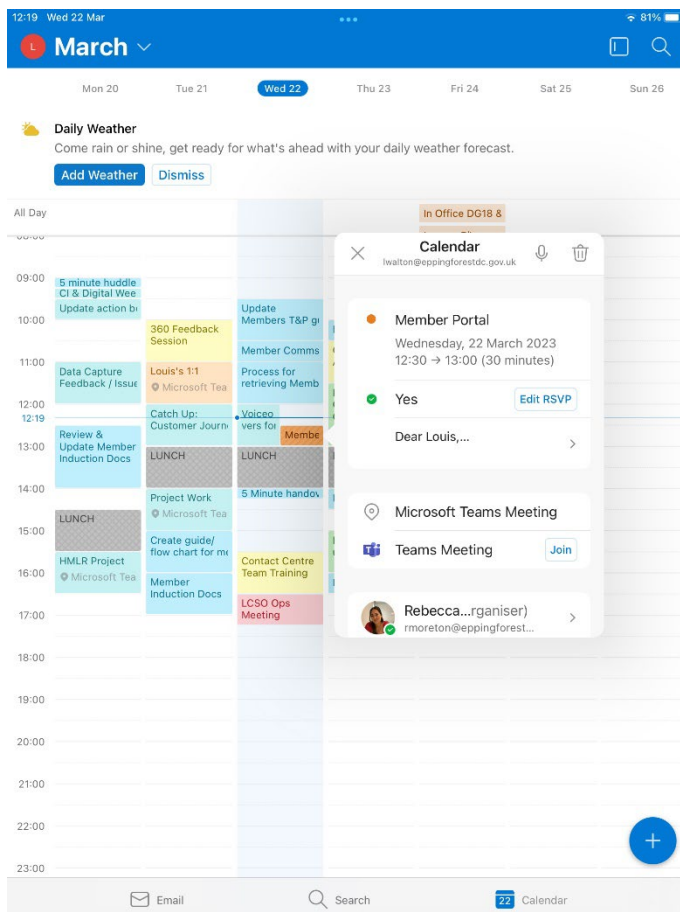 12:19 Wed 22 Mar
81%
L
March
Mon 20 Tue 21 Wed 22 Thu 23 Fri 24 Sat 25 Sun 26
Daily Weather
Come rain or shine, get ready for what's ahead with your daily weather forecast.
Add Weather Dismiss
All Day
In Office DG18 &
09:00
10:00
11:00
12:00
12:19
13:00
14:00
15:00
16:00
17:00
18:00
19:00
20:00
21:00
22:00
23:00
5 minute huddle
CI & Digital Wee
Update action b
Data Capture
Feedback / Issue
Review &
Update Member
Induction Docs
LUNCH
HMLR Project
Microsoft Tea
360 Feedback
Session
Louis's 1:1
Microsoft Tea
Catch Up:
Customer Journ
LUNCH
Project Work
Microsoft Tea
Create guide/
flow chart for me
Member
Induction Docs
Update
Members T&P
Member Comms
Process for
retrieving Memb
Voiceo
vers for
Membe
LUNCH
5 Minute handov
Contact Centre
Team Training
LCSO Ops
Meeting
Calendar
lwalton@eppingforestdc.gov.uk
Member Portal
Wednesday, 22 March 2023
12:30 → 13:00 (30 minutes)
Yes
Edit RSVP
Dear Louis,...
Microsoft Teams Meeting
Teams Meeting
Join
Rebecca...rganiser)
rmoreton@eppingforest...
Email Search 22 Calendar